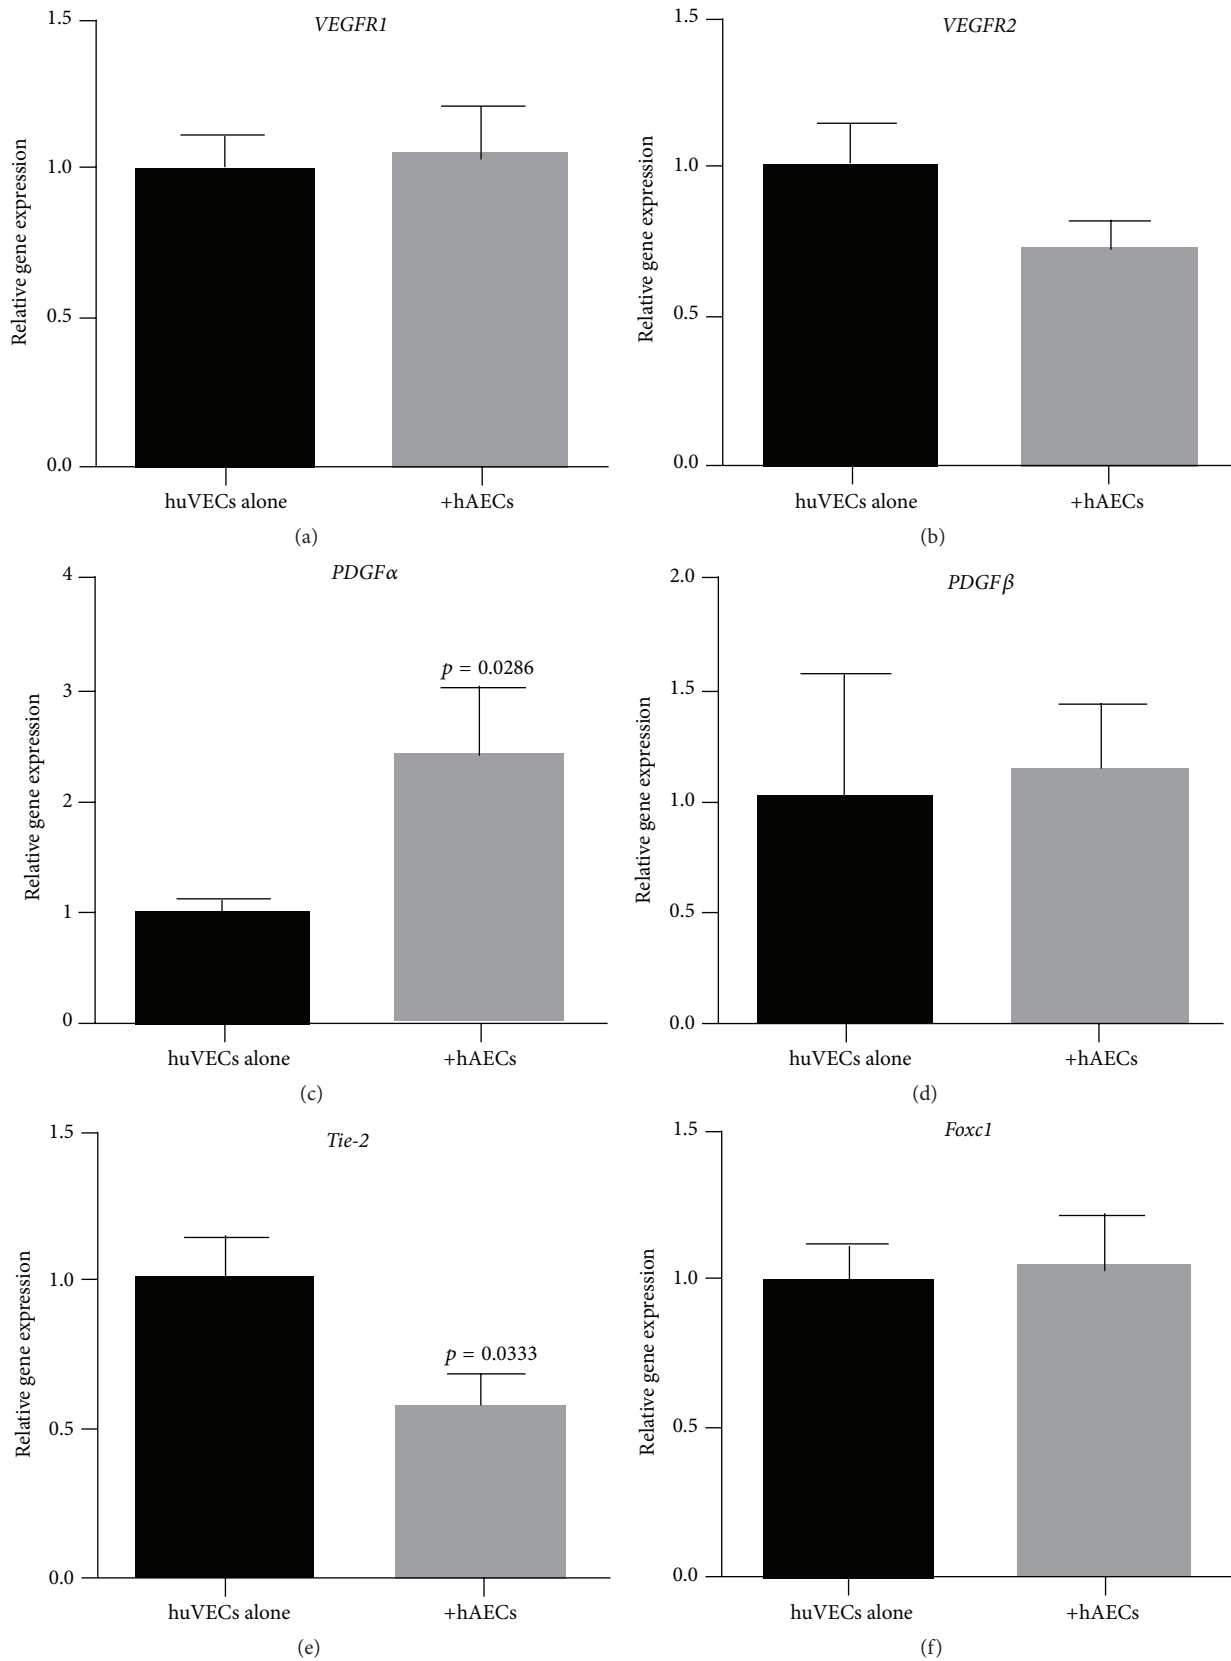 VEGFR1
1.5
1.0
0.5
0.0
Relative gene expression
huVECs alone
+hAECs
(a)
VEGFR2
1.5
1.0
0.5
0.0
Relative gene expression
huVECs alone
+hAECs
(b)
PDGFα
4
3
2
1
0
Relative gene expression
p = 0.0286
huVECs alone
+hAECs
(c)
PDGFβ
2.0
1.5
1.0
0.5
0.0
Relative gene expression
huVECs alone
+hAECs
(d)
Tie-2
1.5
1.0
0.5
0.0
Relative gene expression
p = 0.0333
huVECs alone
+hAECs
(e)
Foxc1
1.5
1.0
0.5
0.0
Relative gene expression
huVECs alone
+hAECs
(f)